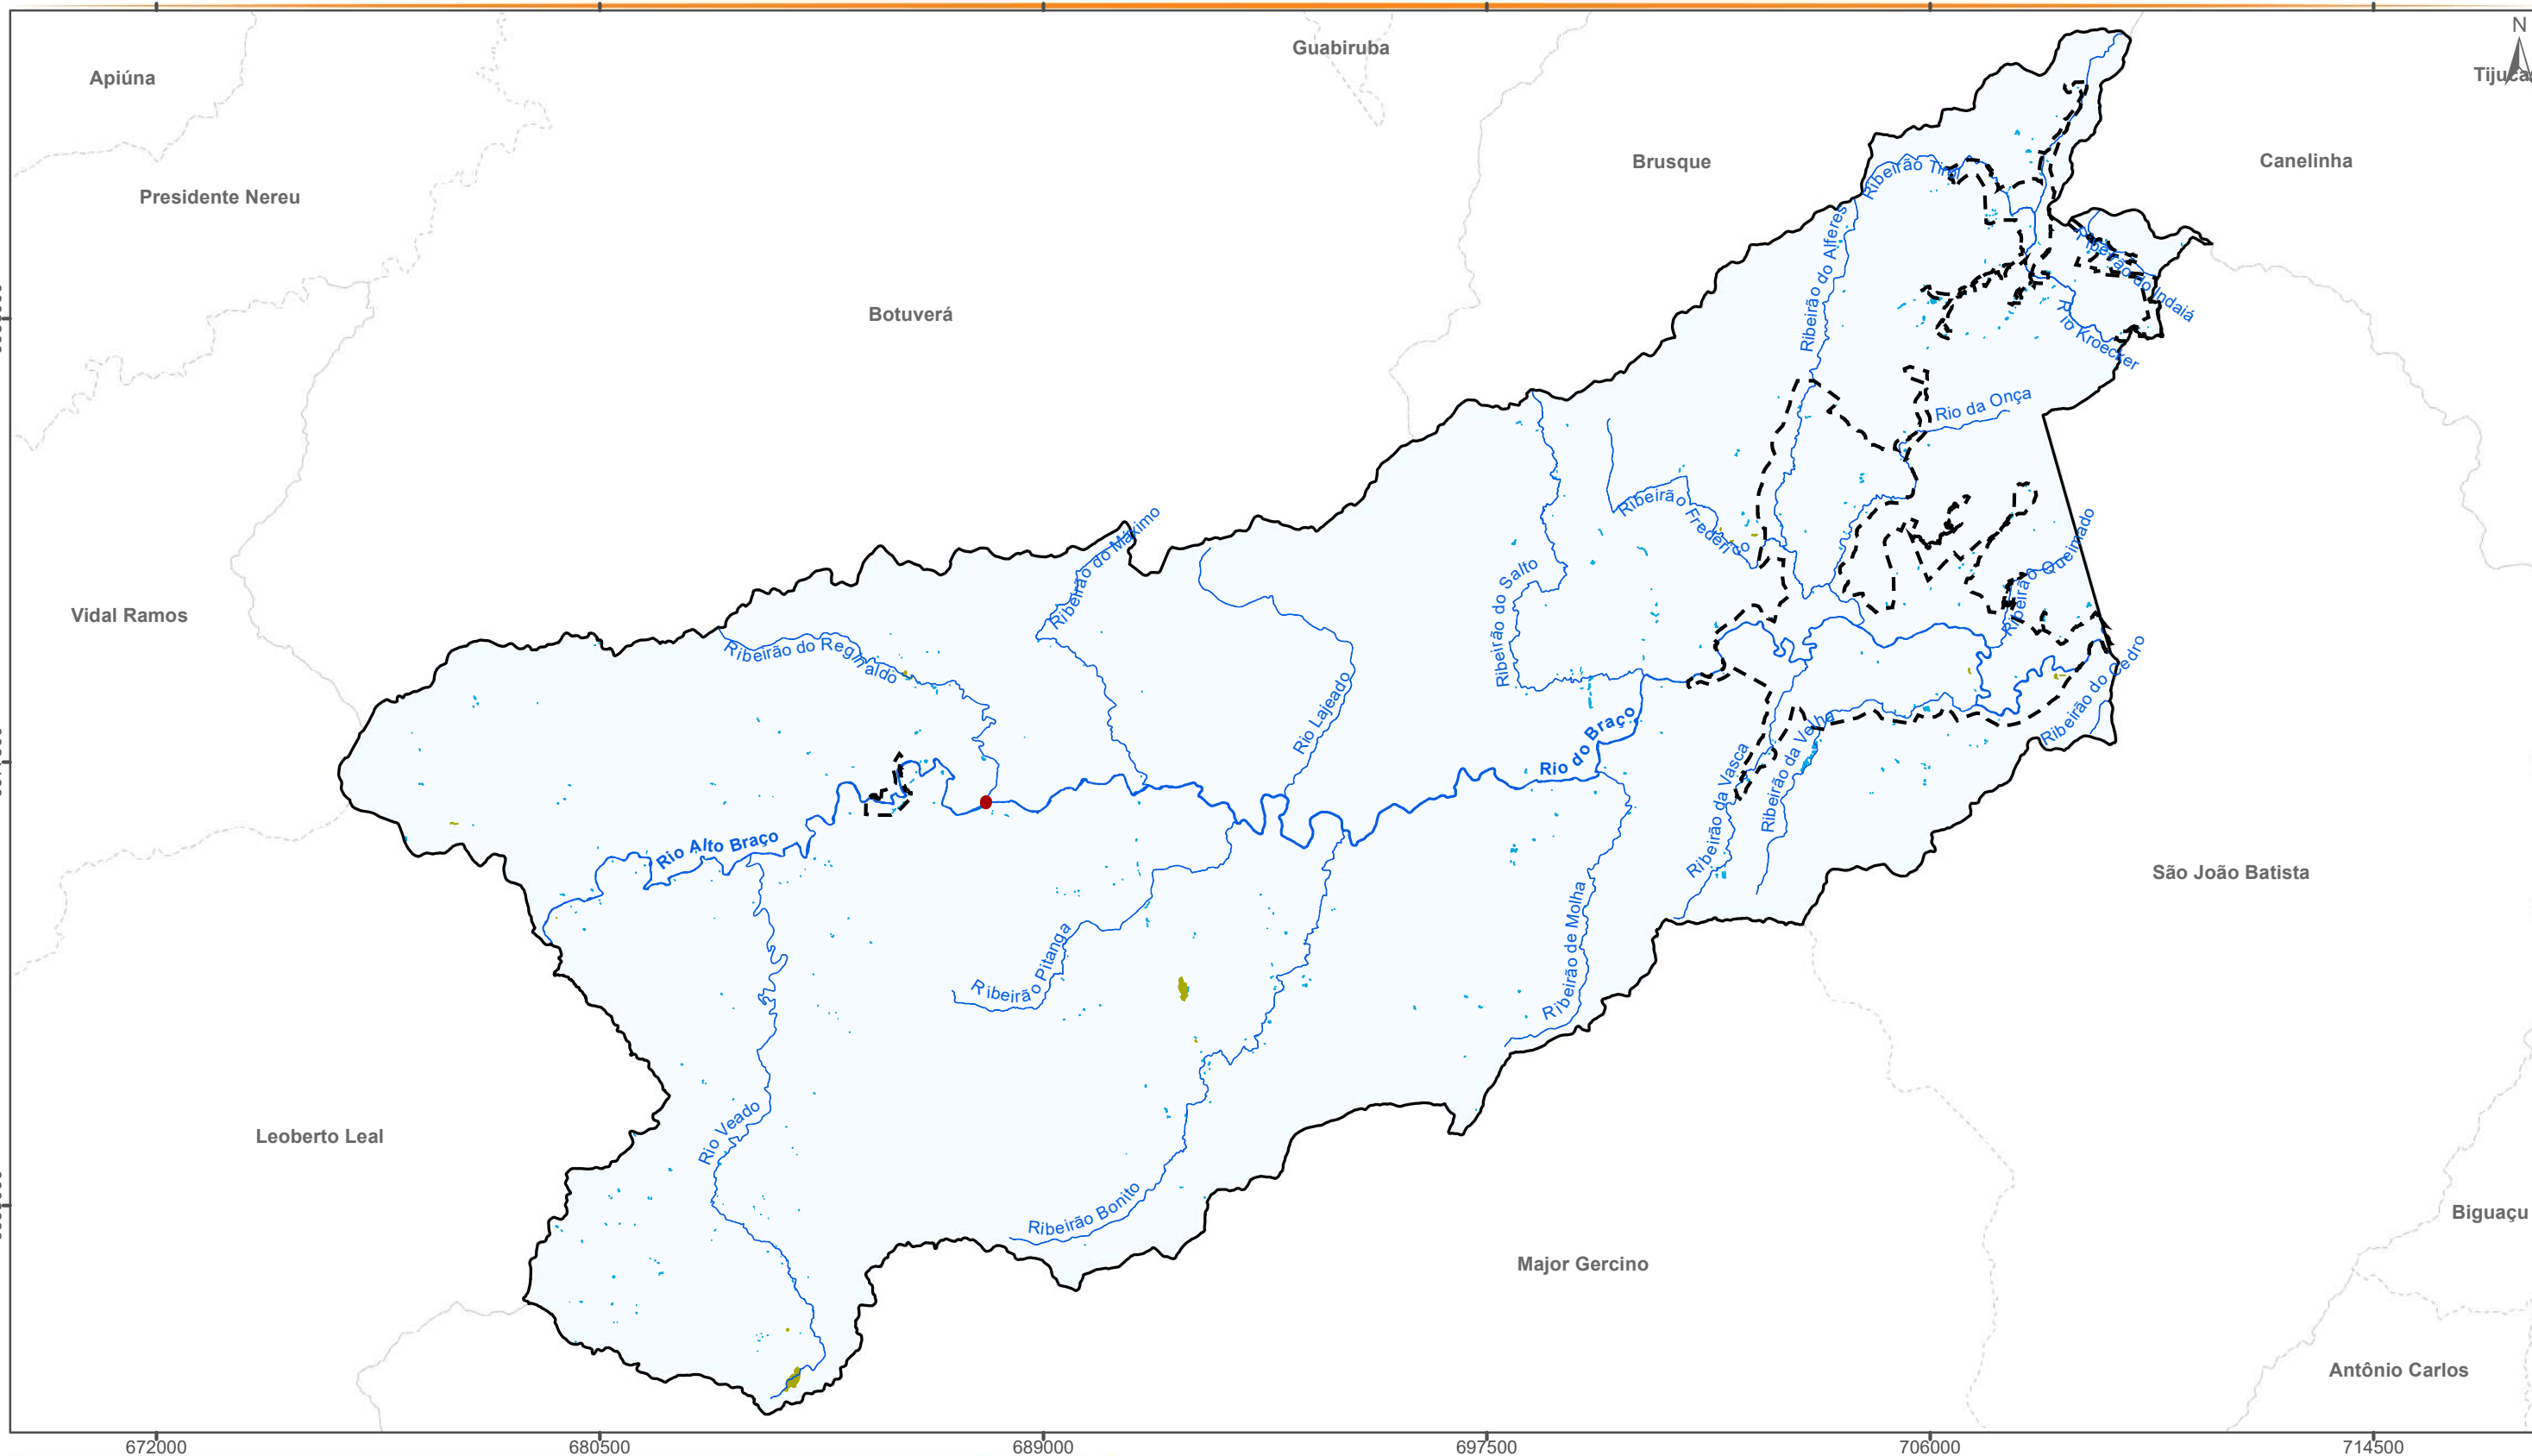 N
Guabiruba
Apiúna
Brusque
Canelinha
Presidente Nereu
Ribeirão Tirol
Ribeirão do Alferes
Ribeirão do Indaiá
Botuverá
Rio Kroecker
Rio da Onça
Ribeirão Frederico
Ribeirão do Máximo
Ribeirão Queimado
Ribeirão do Salto
Vidal Ramos
Ribeirão do Reginaldo
Ribeirão do Cedro
Rio Lajeado
Rio do Braço
Ribeirão da Velha
Ribeirão da Vasca
Rio Alto Braço
São João Batista
Ribeirão de Molha
Ribeirão Pitanga
Rio Veado
Leoberto Leal
Ribeirão Bonito
Biguaçu
Major Gercino
Antônio Carlos
672000
680500
689000
697500
706000
714500